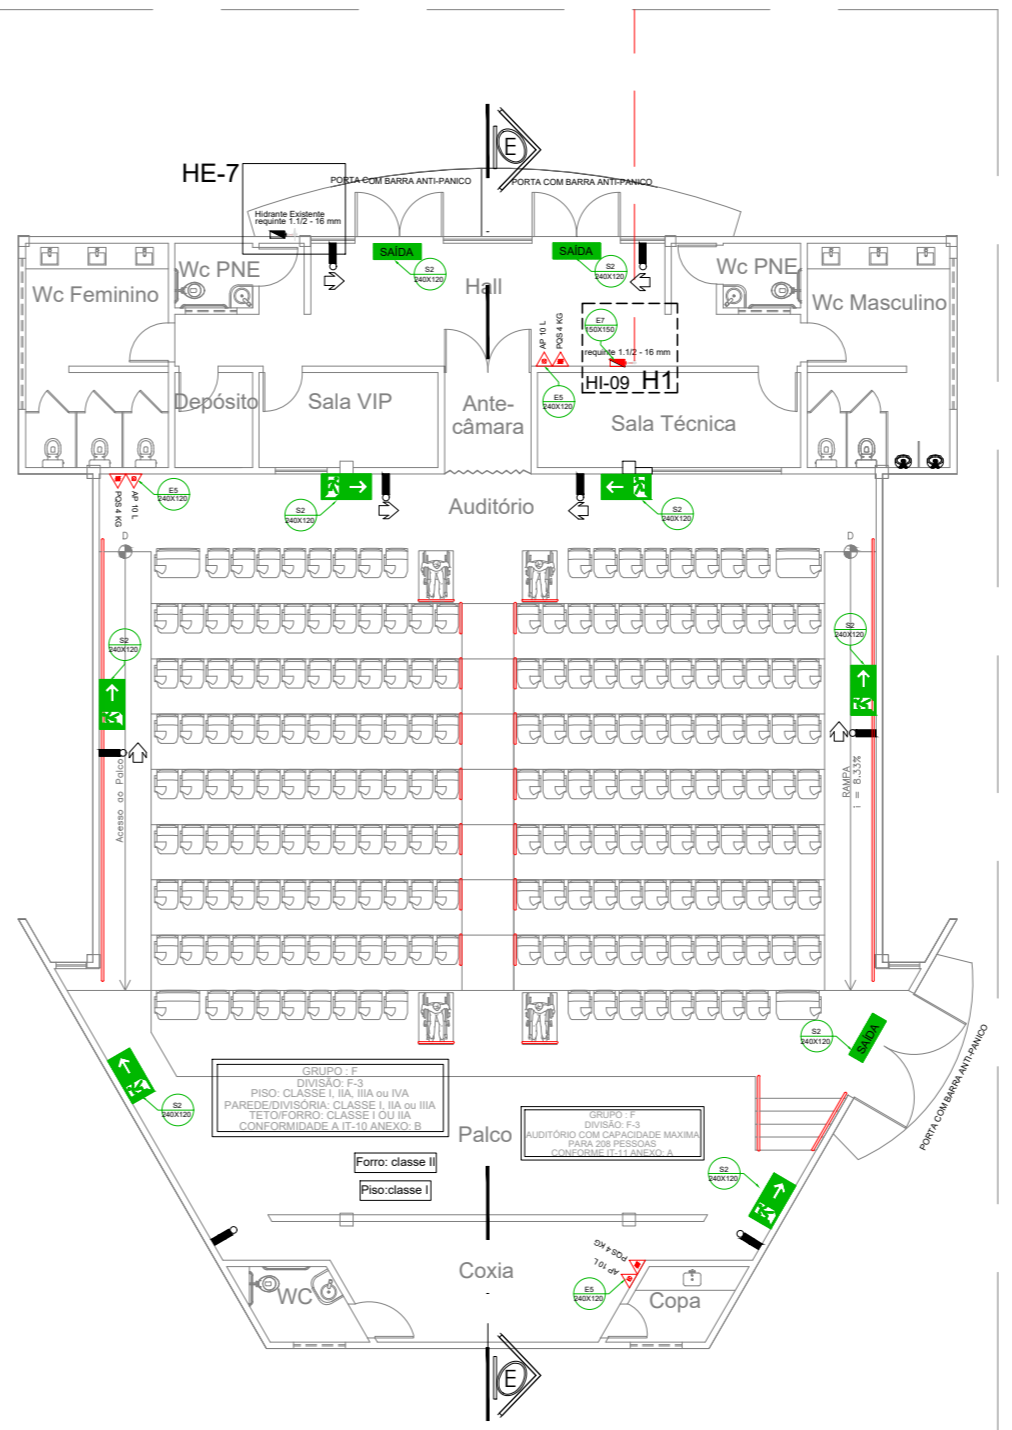 E
HE-7
PORTA COM BARRA ANTI-PANICO
PORTA COM BARRA ANTI-PANICO
Hidrante Existente
requinte 1.1/2 - 16 mm
SAÍDA
SAÍDA
S2
240X120
S2
240X120
Wc PNE
Wc PNE
Hall
Wc Feminino
Wc Masculino
E7
150X150
AP 10 L
PQS 4 KG
requinte 1.1/2 - 16 mm
HI-09
H1
E5
240X120
Depósito
Sala VIP
Ante-
câmara
Sala Técnica
PQS 4 KG
AP 10 L
E5
240X120
S2
240X120
Auditório
S2
240X120
D
D
S2
240X120
S2
240X120
Acesso ao Palco
RAMPA
i = 8.33%
S2
240X120
SAÍDA
PORTA COM BARRA ANTI-PANICO
S2
240X120
GRUPO : F
DIVISÃO: F-3
PISO: CLASSE I, IIA, IIIA ou IVA
PAREDE/DIVISÓRIA: CLASSE I, IIA ou IIIA
TETO/FORRO: CLASSE I OU IIA
CONFORMIDADE A IT-10 ANEXO: B
Palco
GRUPO : F
DIVISÃO: F-3
AUDITÓRIO COM CAPACIDADE MAXIMA
PARA 208 PESSOAS
CONFORME IT-11 ANEXO: A
Forro: classe II
Piso:classe I
S2
240X120
PQS 4 KG
AP 10 L
Coxia
E5
240X120
WC
Copa
E